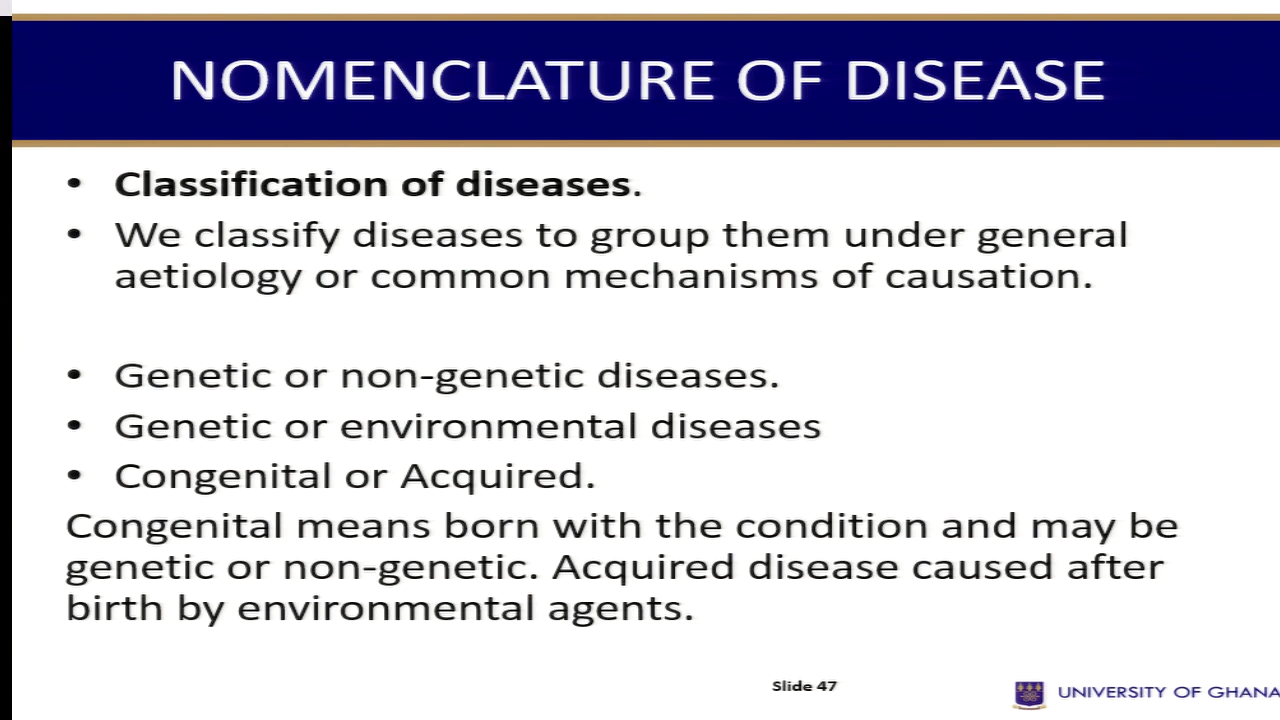 NOMENCLATURE OF DISEASE
• Classification of diseases.
• We classify diseases to group them under general
aetiology or common mechanisms of causation.
• Genetic or non-genetic diseases.
• Genetic or environmental diseases
• Congenital or Acquired.
Congenital means born with the condition and may be
genetic or non-genetic. Acquired disease caused after
birth by environmental agents.
Slide 47
UNIVERSITY OF GHANA